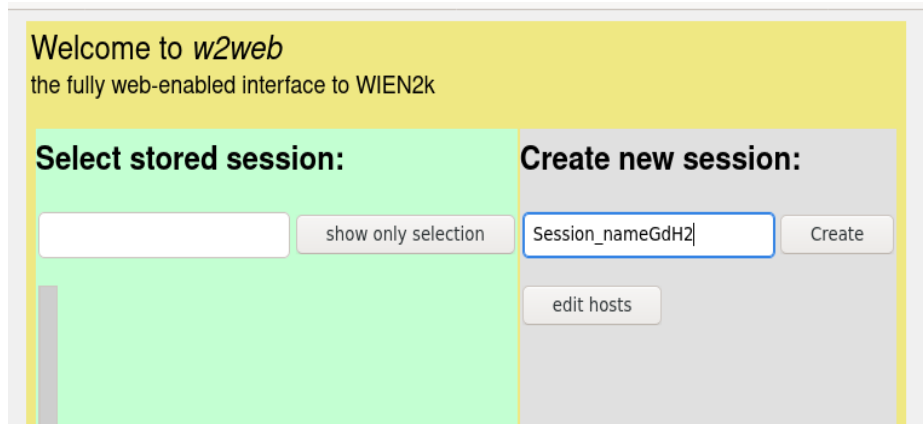 Welcome to w2web
the fully web-enabled interface to WIEN2k
Select stored session:
show only selection
Create new session:
Session_nameGdH2
Create
edit hosts